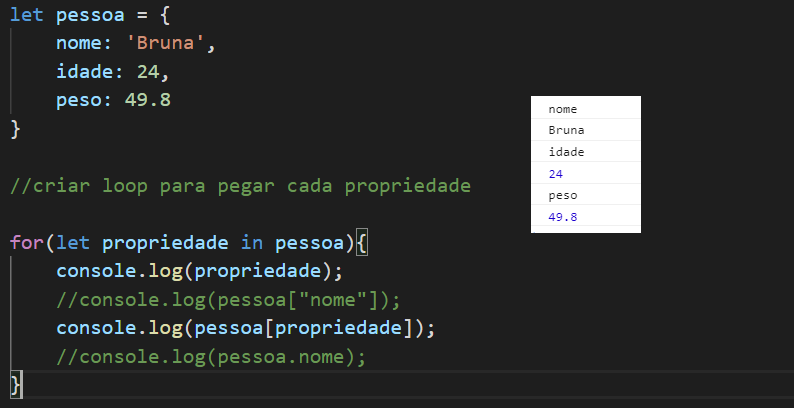 let pessoa = {
    nome: 'Bruna',
    idade: 24,
    peso: 49.8
}
//criar loop para pegar cada propriedade
for(let propriedade in pessoa){
    console.log(propriedade);
    //console.log(pessoa["nome"]);
    console.log(pessoa[propriedade]);
    //console.log(pessoa.nome);
}
nome
Bruna
idade
24
peso
49.8